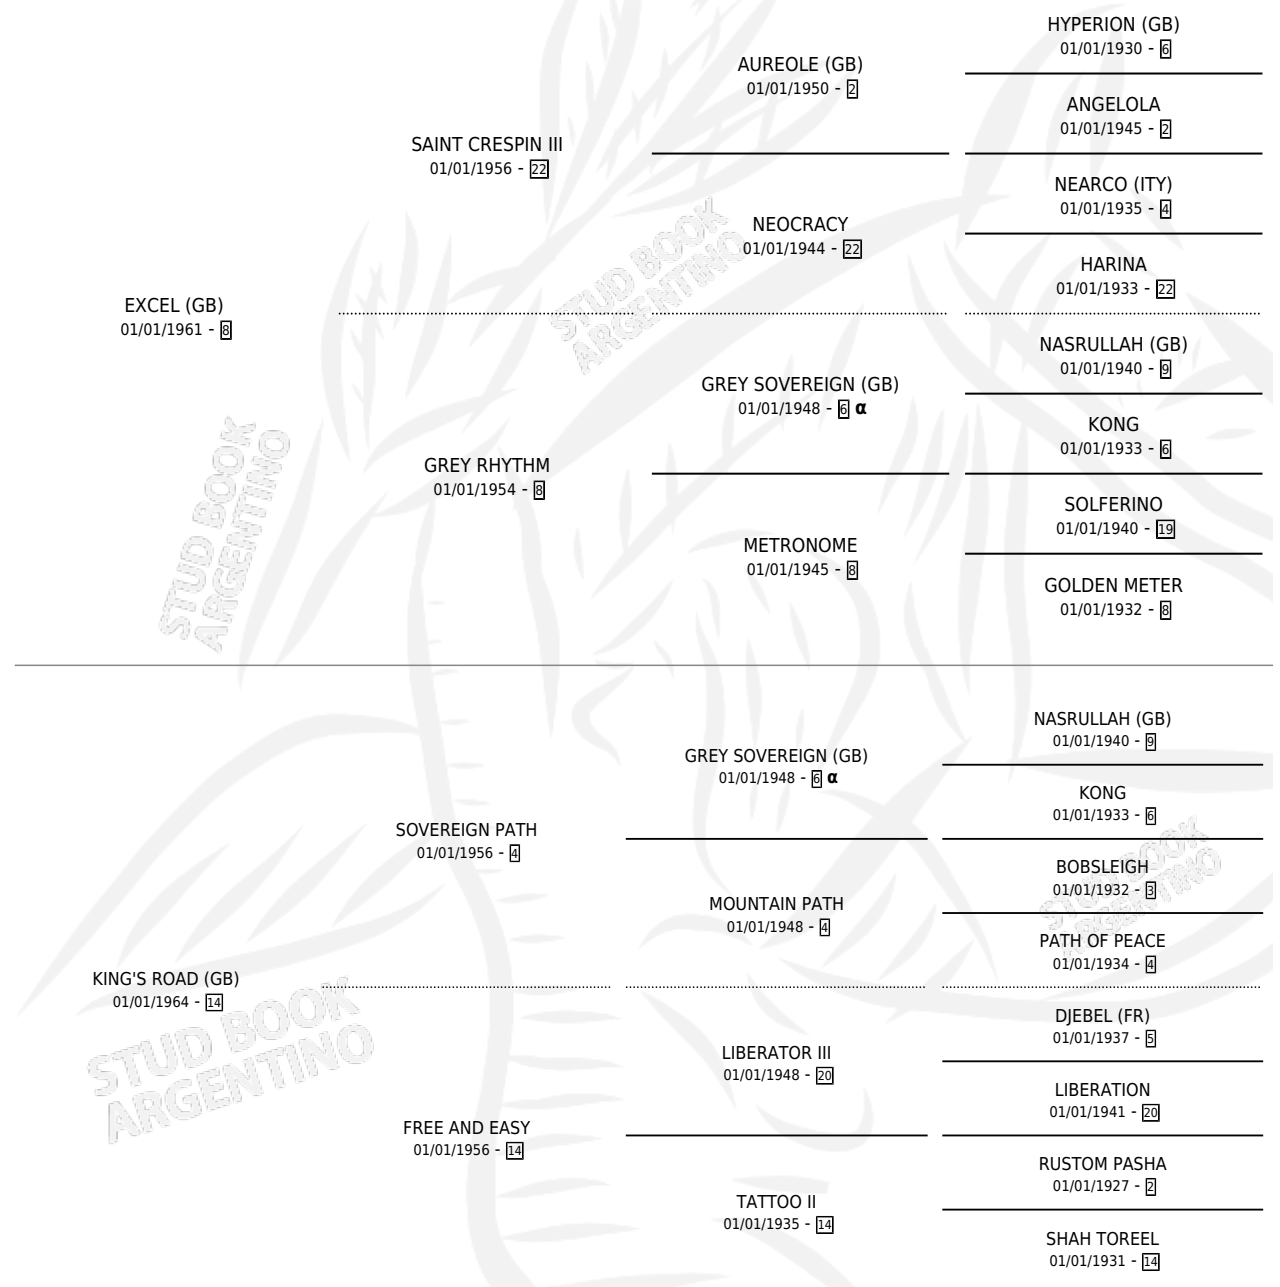 HYPERION (GB)
01/01/1930 - 6
AUREOLE (GB)
01/01/1950 - 2
ANGELOLA
01/01/1945 - 2
SAINT CRESPIN III
01/01/1956 - 22
NEARCO (ITY)
01/01/1935 - 4
NEOCRACY
01/01/1944 - 22
HARINA
01/01/1933 - 22
STUD BOOK
ARGENTINO
EXCEL (GB)
01/01/1961 - 8
NASRULLAH (GB)
01/01/1940 - 9
GREY SOVEREIGN (GB)
01/01/1948 - 6 α
KONG
01/01/1933 - 6
GREY RHYTHM
01/01/1954 - 8
SOLFERINO
01/01/1940 - 19
METRONOME
01/01/1945 - 8
GOLDEN METER
01/01/1932 - 8
STUD BOOK
ARGENTINO
NASRULLAH (GB)
01/01/1940 - 9
GREY SOVEREIGN (GB)
01/01/1948 - 6 α
KONG
01/01/1933 - 6
SOVEREIGN PATH
01/01/1956 - 4
BOBSLEIGH
01/01/1932 - 3
MOUNTAIN PATH
01/01/1948 - 4
PATH OF PEACE
01/01/1934 - 4
STUD BOOK
ARGENTINO
KING'S ROAD (GB)
01/01/1964 - 14
DJEBEL (FR)
01/01/1937 - 5
LIBERATOR III
01/01/1948 - 20
LIBERATION
01/01/1941 - 20
STUD BOOK
ARGENTINO
FREE AND EASY
01/01/1956 - 14
RUSTOM PASHA
01/01/1927 - 2
TATTOO II
01/01/1935 - 14
SHAH TOREEL
01/01/1931 - 14